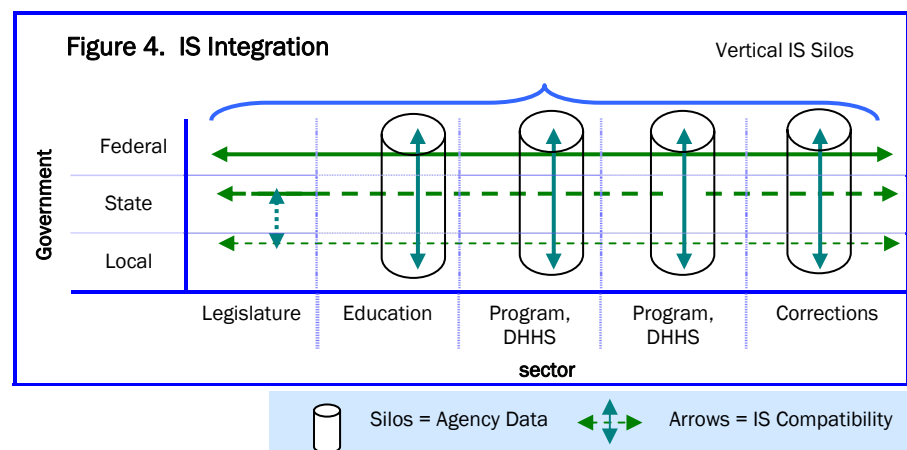 Figure 4. IS Integration
Vertical IS Silos
Government
Federal
State
Local
Legislature
Education
Program,
DHHS
Program,
DHHS
Corrections
sector
Silos = Agency Data
Arrows = IS Compatibility